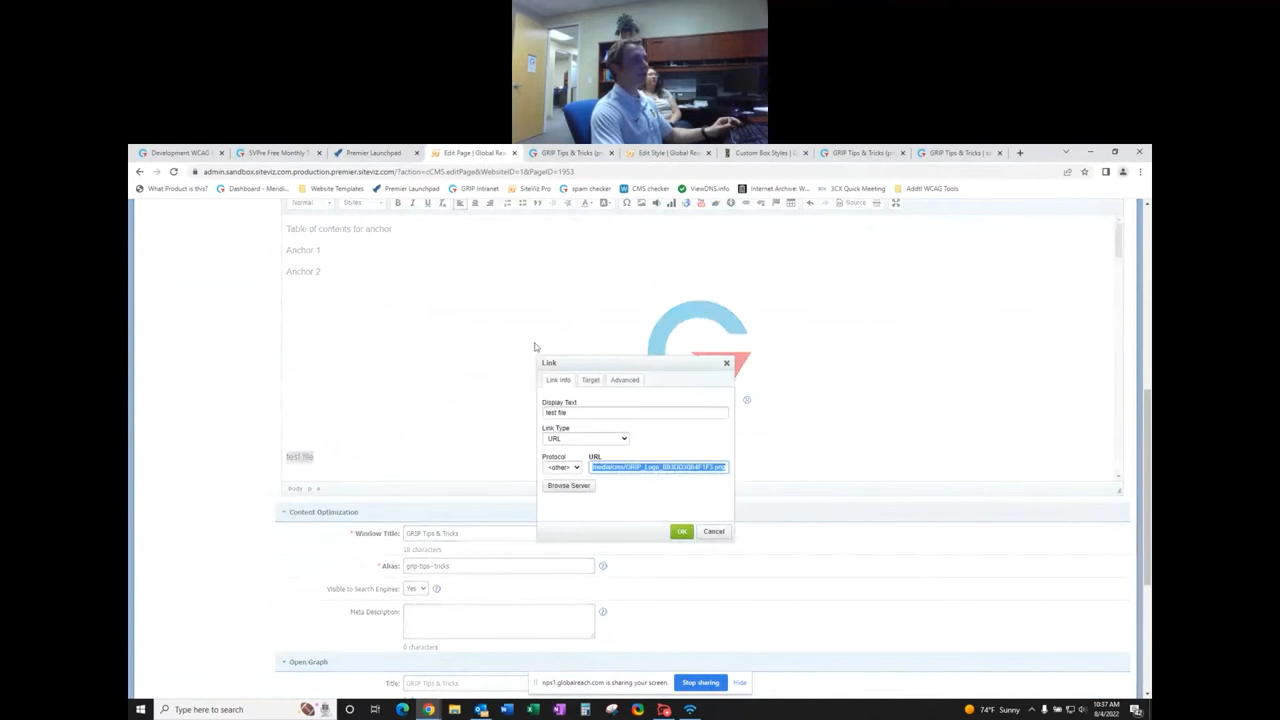 Development WCAG
SVPre Free Monthly T
Premier Launchpad
Edit Page | Global Rea
GRIP Tips & Tricks (p
Edit Style | Global Rea
Custom Box Styles | G
GRIP Tips & Tricks (p
GRIP Tips & Tricks |
admin.sandbox.siteviz.com.production.premier.siteviz.com/?action=cCMS.editPage&WebsiteID=1&PageID=1953
What Product is this?
Dashboard - Meridi...
Website Templates
Premier Launchpad
GRIP Intranet
SiteViz Pro
spam checker
CMS checker
ViewDNS.info
Internet Archive: W...
3CX Quick Meeting
Addtl WCAG Tools
Normal
Styles
B I U
Source
Table of contents for anchor
Anchor 1
Anchor 2
Link
Link Info
Target
Advanced
Display Text
test file
Link Type
URL
Protocol
URL
<other>
Browse Server
OK
Cancel
test file
body p a
Content Optimization
* Window Title:
GRIP Tips & Tricks
18 characters
* Alias:
grip-tips--tricks
Visible to Search Engines:
Yes
Meta Description:
0 characters
Open Graph
Title:
GRIP Tips & Tricks
nps1.globalreach.com is sharing your screen.
Stop sharing
Hide
Type here to search
74°F Sunny
10:37 AM
8/4/2022
42